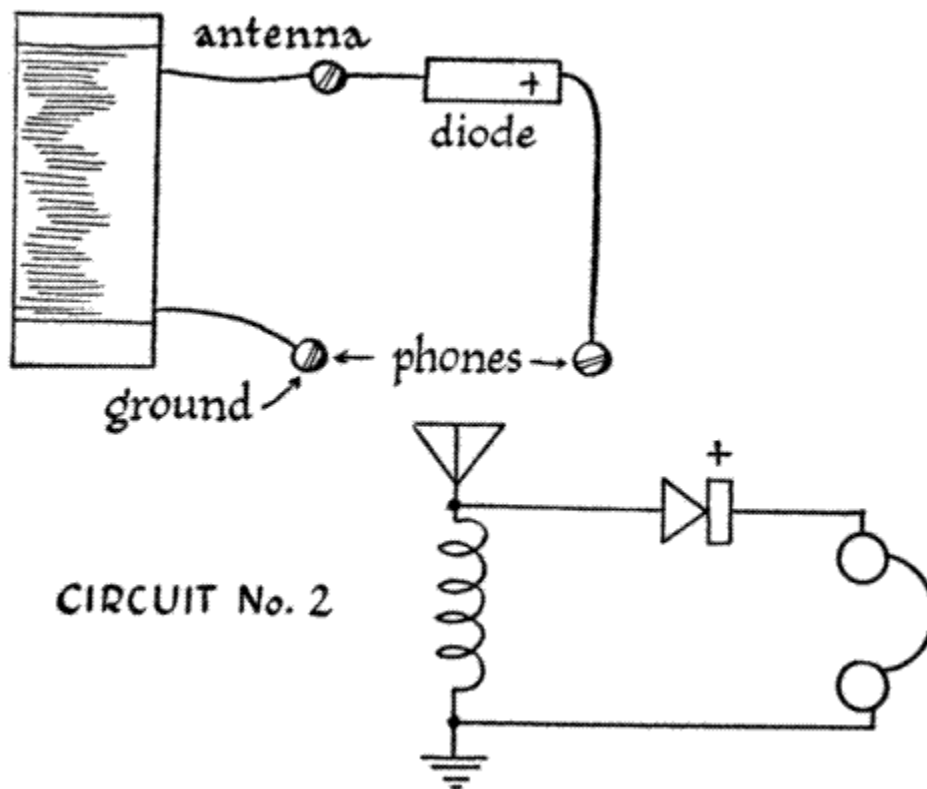 antenna
+
diode
phones
ground
+
CIRCUIT No. 2